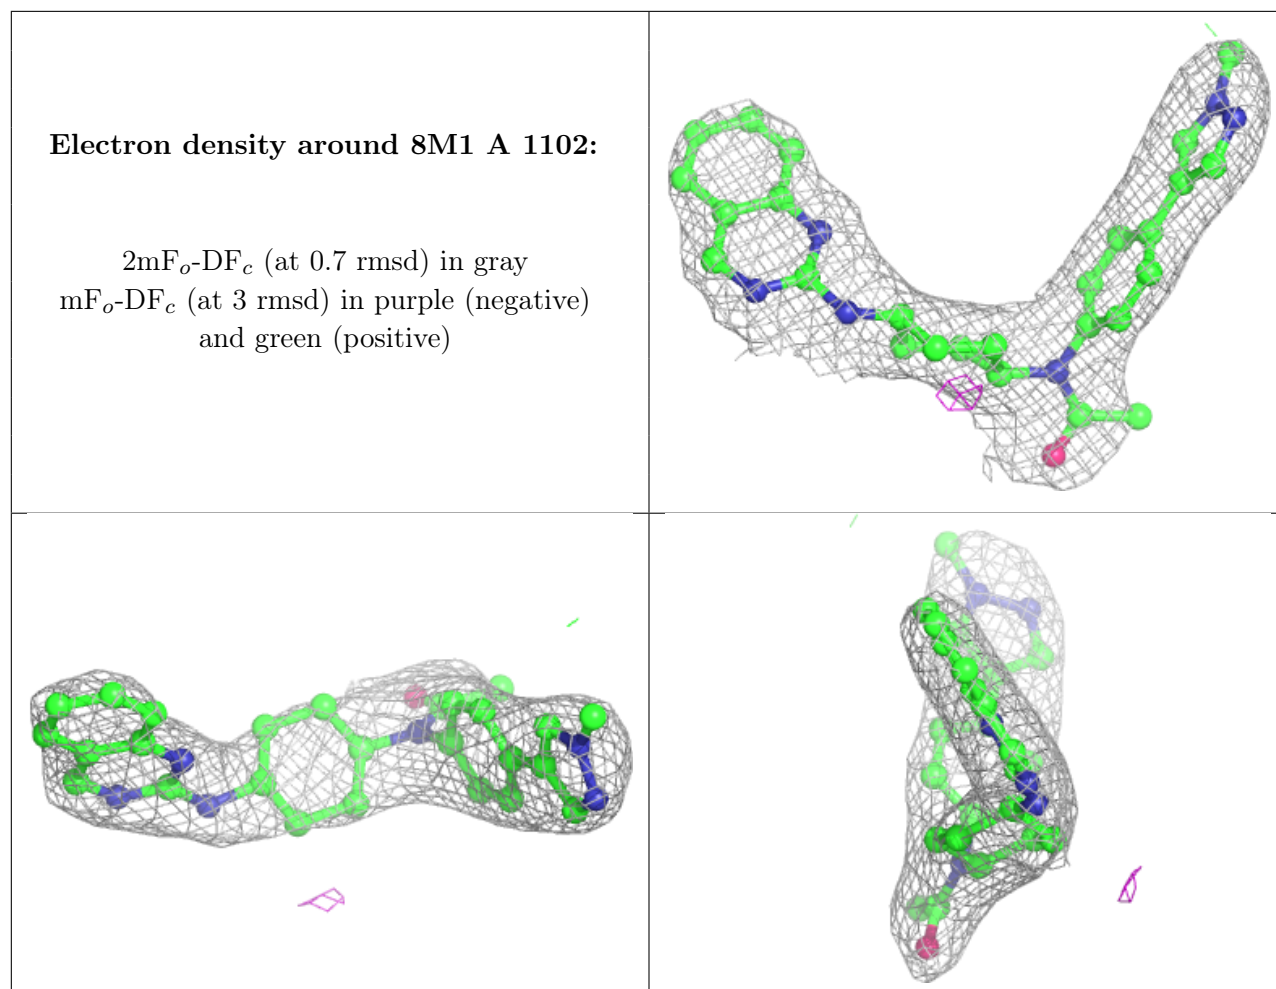 Electron density around 8M1 A 1102:
2mFo-DFc (at 0.7 rmsd) in gray
mFo-DFc (at 3 rmsd) in purple (negative)
and green (positive)